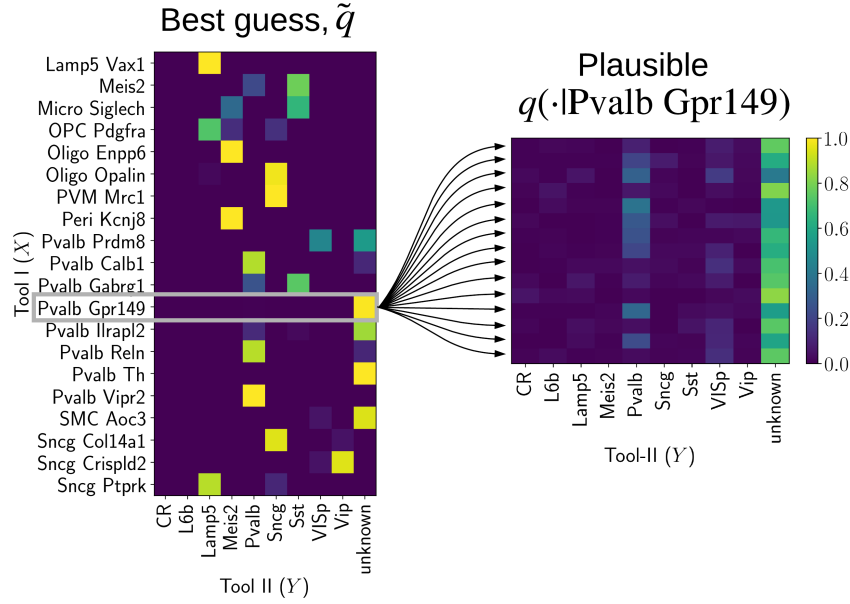 Best guess, q̃
Tool I (X)
Lamp5 Vax1
Meis2
Micro Siglech
OPC Pdgfra
Oligo Enpp6
Oligo Opalin
PVM Mrc1
Peri Kcnj8
Pvalb Prdm8
Pvalb Calb1
Pvalb Gabrg1
Pvalb Gpr149
Pvalb Ilrapl2
Pvalb Reln
Pvalb Th
Pvalb Vipr2
SMC Aoc3
Sncg Col14a1
Sncg Crispld2
Sncg Ptprk
CR
L6b
Lamp5
Meis2
Pvalb
Sncg
Sst
VISp
Vip
unknown
Tool II (Y)
Plausible
q(·|Pvalb Gpr149)
CR
L6b
Lamp5
Meis2
Pvalb
Sncg
Sst
VISp
Vip
unknown
Tool-II (Y)
1.0
0.8
0.6
0.4
0.2
0.0